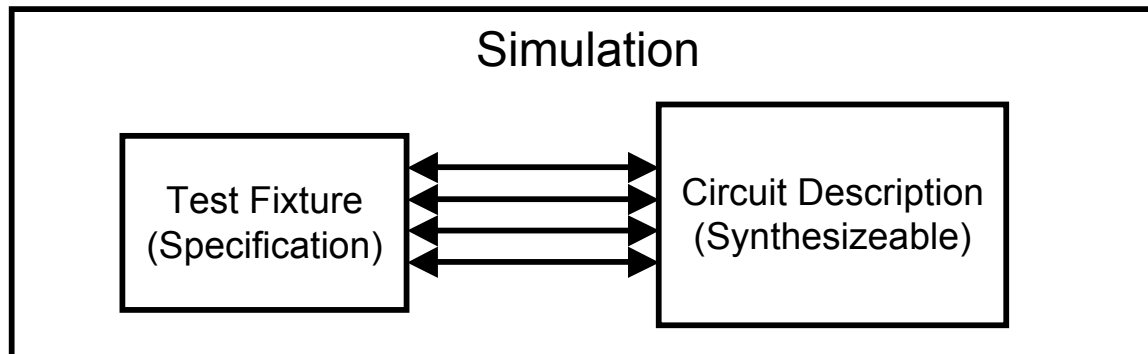 Simulation
Test Fixture
(Specification)
Circuit Description
(Synthesizeable)